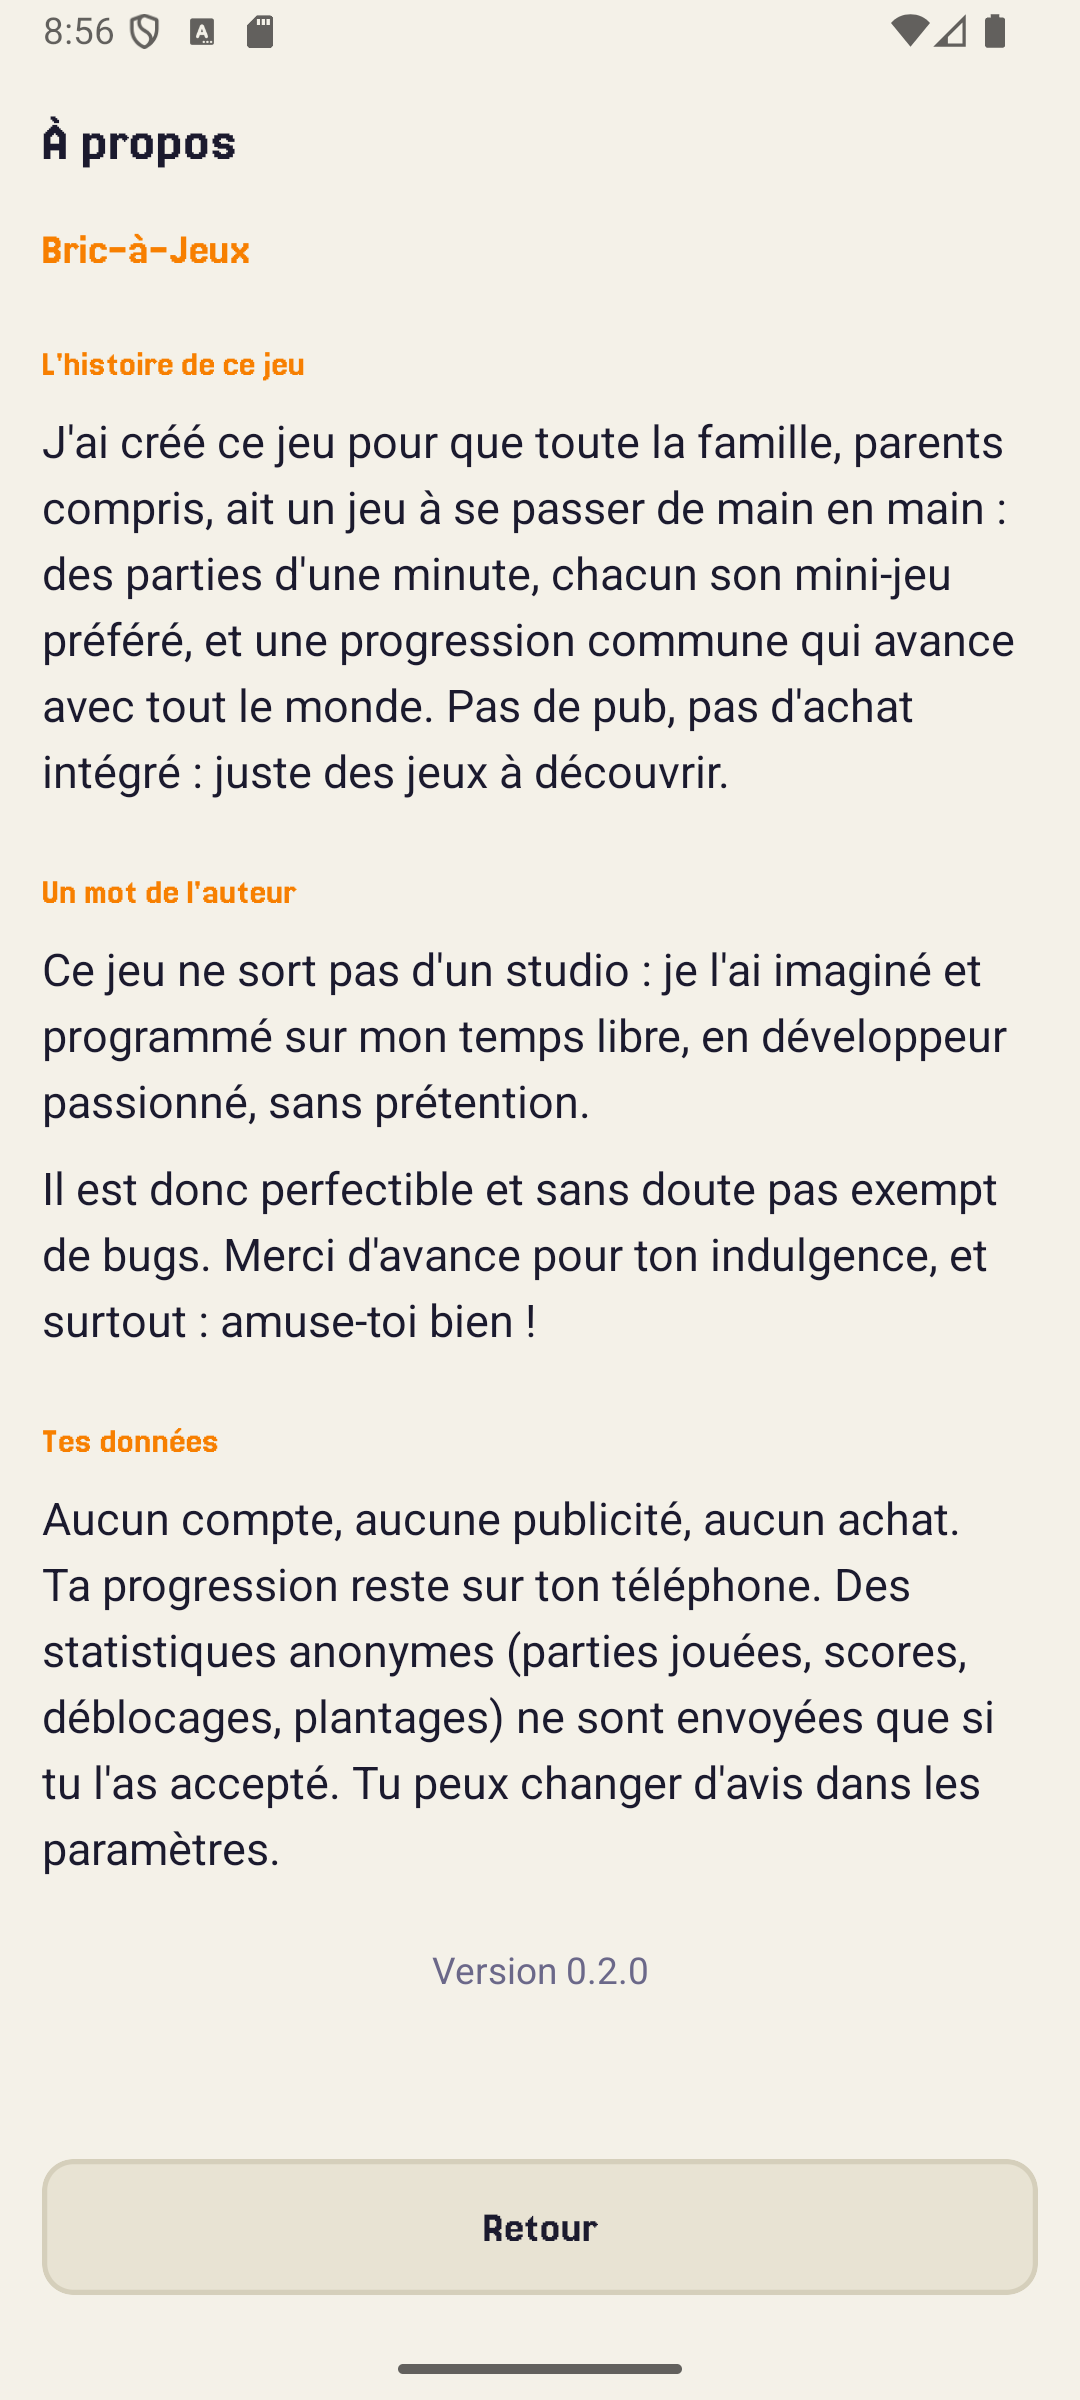 8:56
À propos
Bric-à-Jeux
L'histoire de ce jeu
J'ai créé ce jeu pour que toute la famille, parents
compris, ait un jeu à se passer de main en main :
des parties d'une minute, chacun son mini-jeu
préféré, et une progression commune qui avance
avec tout le monde. Pas de pub, pas d'achat
intégré : juste des jeux à découvrir.
Un mot de l'auteur
Ce jeu ne sort pas d'un studio : je l'ai imaginé et
programmé sur mon temps libre, en développeur
passionné, sans prétention.
Il est donc perfectible et sans doute pas exempt
de bugs. Merci d'avance pour ton indulgence, et
surtout : amuse-toi bien !
Tes données
Aucun compte, aucune publicité, aucun achat.
Ta progression reste sur ton téléphone. Des
statistiques anonymes (parties jouées, scores,
déblocages, plantages) ne sont envoyées que si
tu l'as accepté. Tu peux changer d'avis dans les
paramètres.
Version 0.2.0
Retour